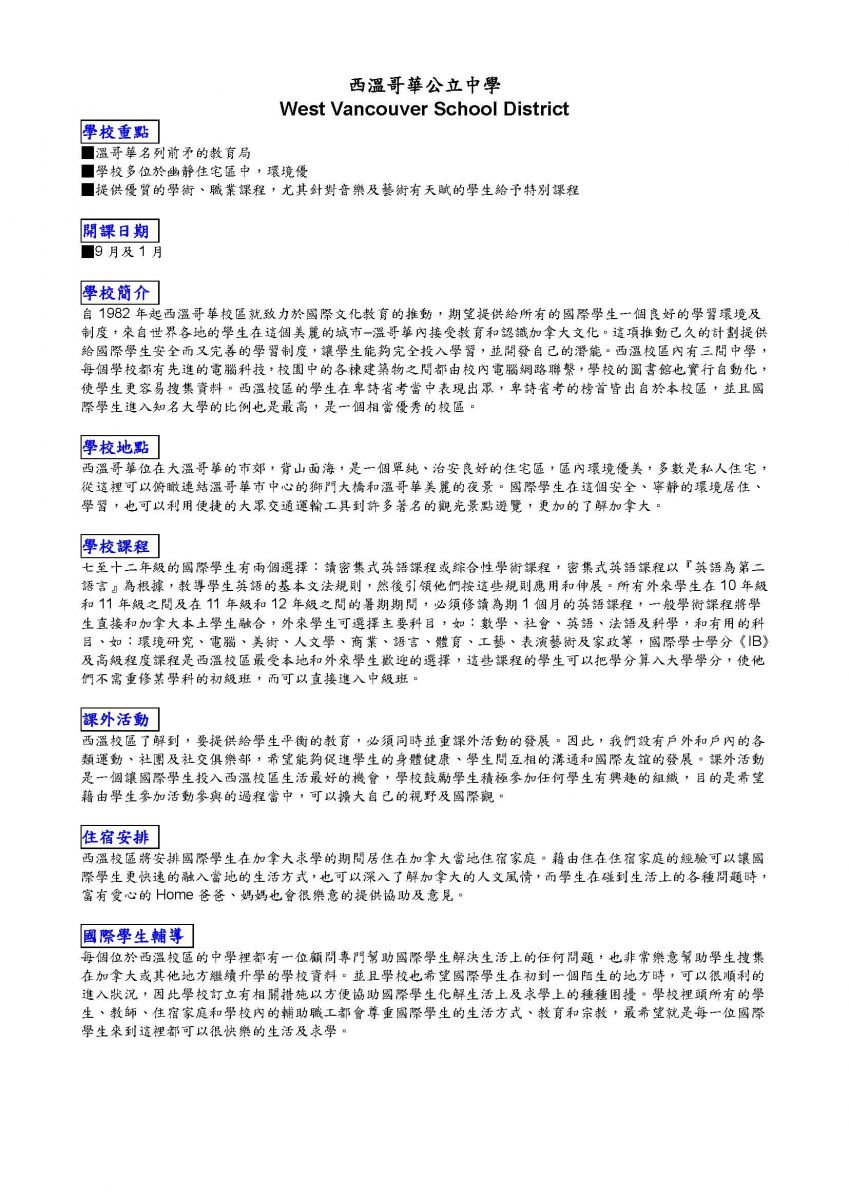 西溫哥華公立中學
West Vancouver School District
學校重點
■溫哥華名列前矛的教育局
■學校多位於幽靜住宅區中，環境優
■提供優質的學術、職業課程，尤其針對音樂及藝術有天賦的學生給予特別課程
開課日期
■9 月及 1 月
學校簡介
自 1982 年起西溫哥華校區就致力於國際文化教育的推動，期望提供給所有的國際學生一個良好的學習環境及
制度，來自世界各地的學生在這個美麗的城市–溫哥華內接受教育和認識加拿大文化。這項推動已久的計劃提供
給國際學生安全而又完善的學習制度，讓學生能夠完全投入學習，並開發自己的潛能。西溫校區內有三間中學，
每個學校都有先進的電腦科技，校園中的各棟建築物之間都由校內電腦網路聯繫，學校的圖書館也實行自動化，
使學生更容易搜集資料。西溫校區的學生在卑詩省考當中表現出眾，卑詩省考的榜首皆出自於本校區，並且國
際學生進入知名大學的比例也是最高，是一個相當優秀的校區。
學校地點
西溫哥華位在大溫哥華的市郊，背山面海，是一個單純、治安良好的住宅區，區內環境優美，多數是私人住宅，
從這裡可以俯瞰連結溫哥華市中心的獅門大橋和溫哥華美麗的夜景。國際學生在這個安全、寧靜的環境居住、
學習，也可以利用便捷的大眾交通運輸工具到許多著名的觀光景點遊覽，更加的了解加拿大。
學校課程
七至十二年級的國際學生有兩個選擇：讀密集式英語課程或綜合性學術課程，密集式英語課程以『英語為第二
語言』為根據，教導學生英語的基本文法規則，然後引領他們按這些規則應用和伸展。所有外來學生在 10 年級
和 11 年級之間及在 11 年級和 12 年級之間的暑期期間，必須修讀為期 1 個月的英語課程，一般學術課程將學
生直接和加拿大本土學生融合，外來學生可選擇主要科目，如：數學、社會、英語、法語及科學，和有用的科
目、如：環境研究、電腦、美術、人文學、商業、語言、體育、工藝、表演藝術及家政等，國際學士學分《IB》
及高級程度課程是西溫校區最受本地和外來學生歡迎的選擇，這些課程的學生可以把學分算入大學學分，使他
們不需重修某學科的初級班，而可以直接進入中級班。
課外活動
西溫校區了解到，要提供給學生平衡的教育，必須同時並重課外活動的發展。因此，我們設有戶外和戶內的各
類運動、社團及社交俱樂部，希望能夠促進學生的身體健康、學生間互相的溝通和國際友誼的發展。課外活動
是一個讓國際學生投入西溫校區生活最好的機會，學校鼓勵學生積極參加任何學生有興趣的組織，目的是希望
藉由學生參加活動參與的過程當中，可以擴大自己的視野及國際觀。
住宿安排
西溫校區將安排國際學生在加拿大求學的期間居住在加拿大當地住宿家庭。藉由住在住宿家庭的經驗可以讓國
際學生更快速的融入當地的生活方式，也可以深入了解加拿大的人文風情，而學生在碰到生活上的各種問題時，
富有愛心的 Home 爸爸、媽媽也會很樂意的提供協助及意見。
國際學生輔導
每個位於西溫校區的中學裡都有一位顧問專門幫助國際學生解決生活上的任何問題，也非常樂意幫助學生搜集
在加拿大或其他地方繼續升學的學校資料。並且學校也希望國際學生在初到一個陌生的地方時，可以很順利的
進入狀況，因此學校訂立有相關措施以方便協助國際學生化解生活上及求學上的種種困擾。學校裡頭所有的學
生、教師、住宿家庭和學校內的輔助職工都會尊重國際學生的生活方式、教育和宗教，最希望就是每一位國際
學生來到這裡都可以很快樂的生活及求學。